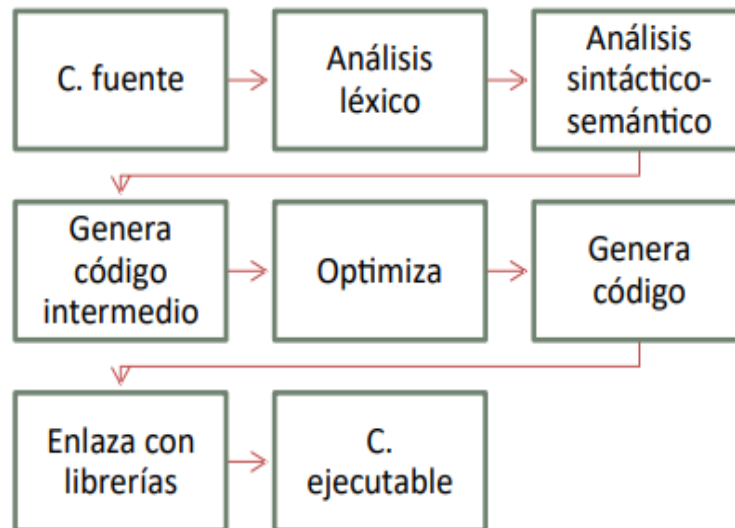 C. fuente
Análisis
léxico
Análisis
sintáctico-
semántico
Genera
código
intermedio
Optimiza
Genera
código
Enlaza con
librerías
C.
ejecutable